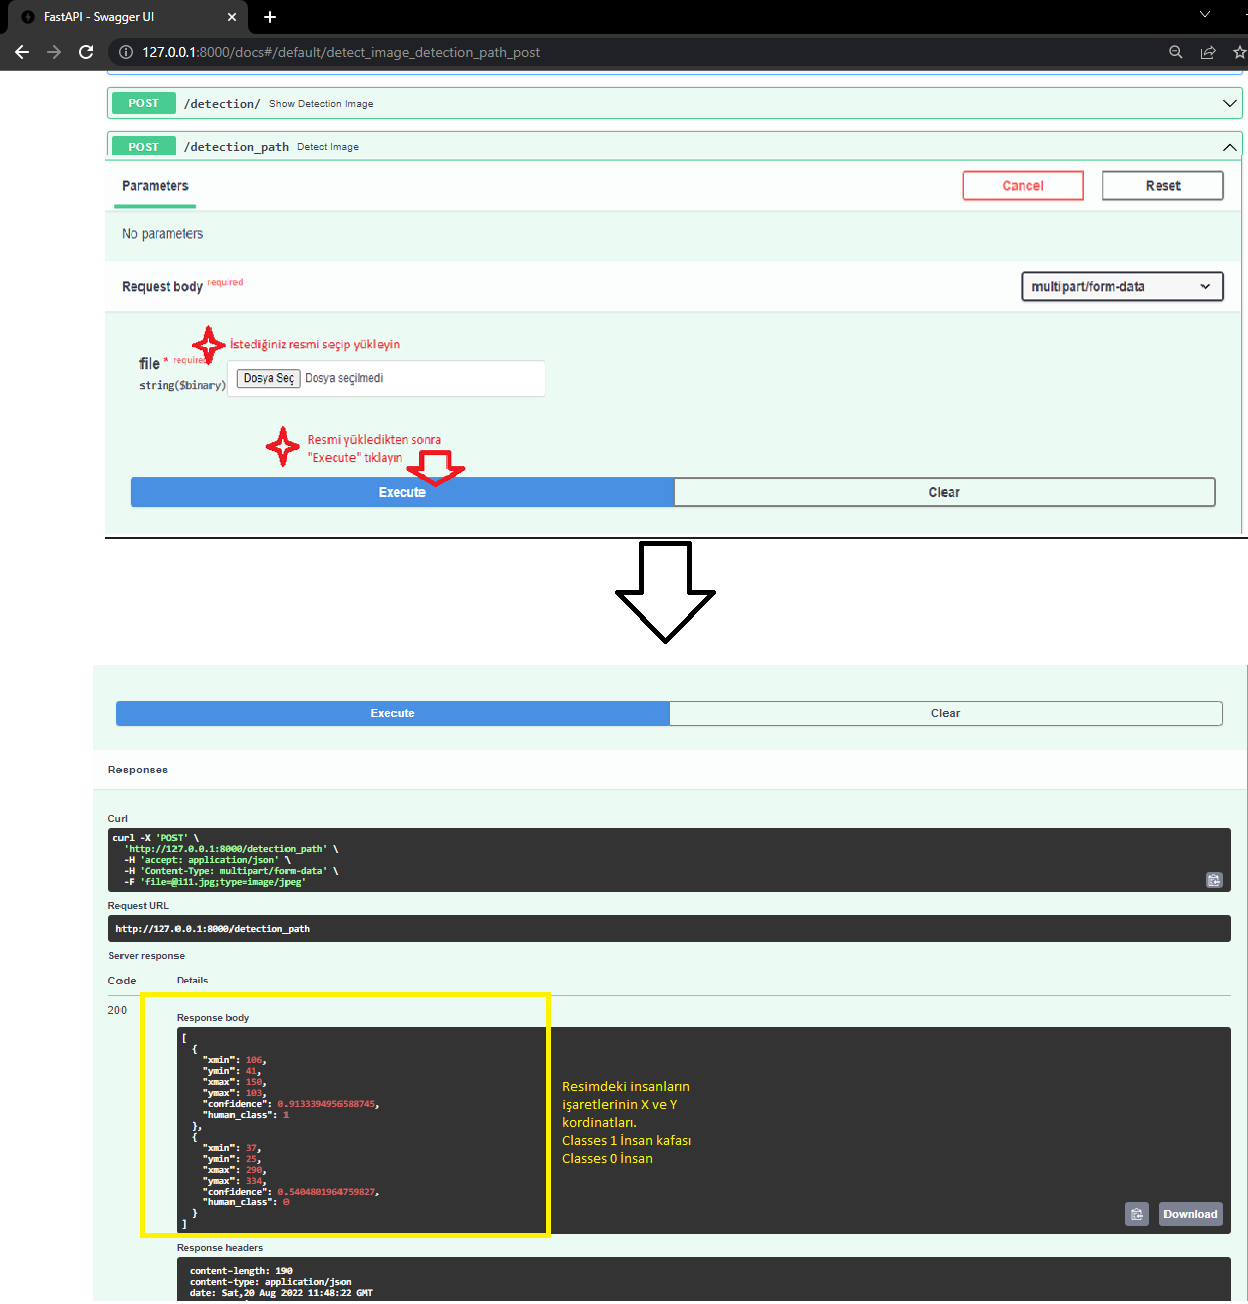 FastAPI - Swagger UI
127.0.0.1:8000/docs#/default/detect_image_detection_path_post
POST /detection/ Show Detection Image
POST /detection_path Detect Image
Parameters
Cancel
Reset
No parameters
Request body required
multipart/form-data
İstediğiniz resmi seçip yükleyin
file * required
string($binary)
Dosya Seç Dosya seçilmedi
Resmi yükledikten sonra
"Execute" tıklayın
Execute
Clear
Execute
Clear
Responses
Curl
curl -X 'POST' \
'http://127.0.0.1:8000/detection_path' \
-H 'accept: application/json' \
-H 'Content-Type: multipart/form-data' \
-F 'file=@i11.jpg;type=image/jpeg'
Request URL
http://127.0.0.1:8000/detection_path
Server response
Code Details
200
Response body
[
{
"xmin": 106,
"ymin": 41,
"xmax": 150,
"ymax": 103,
"confidence": 0.9133394956588745,
"human_class": 1
},
{
"xmin": 37,
"ymin": 25,
"xmax": 290,
"ymax": 334,
"confidence": 0.5404801964759827,
"human_class": 0
}
]
Resimdeki insanların
işaretlerinin X ve Y
kordinatları.
Classes 1 İnsan kafası
Classes 0 İnsan
Download
Response headers
content-length: 190
content-type: application/json
date: Sat,20 Aug 2022 11:48:22 GMT